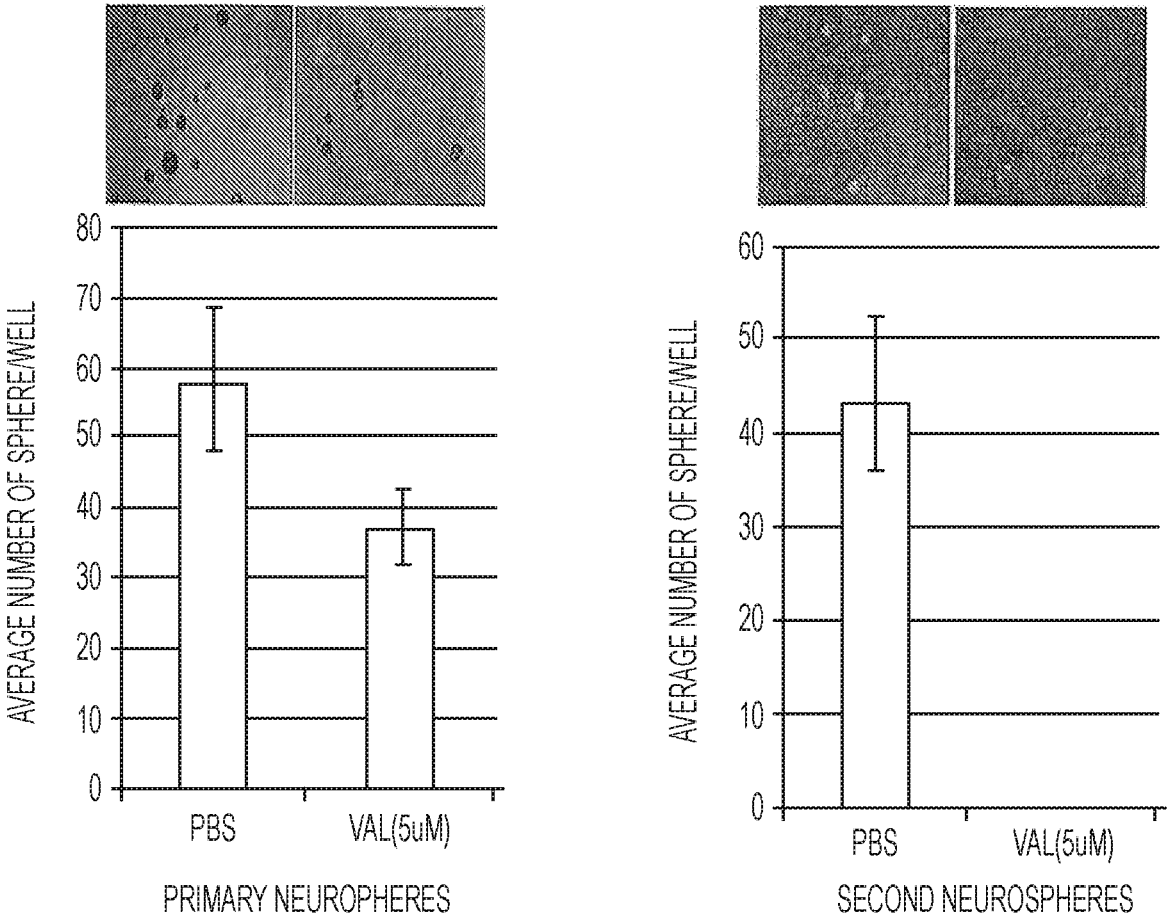 AVERAGE NUMBER OF SPHERE/WELL
80
70
60
50
40
30
20
10
0
PBS VAL(5uM)
PRIMARY NEUROPHERES
AVERAGE NUMBER OF SPHERE/WELL
60
50
40
30
20
10
0
PBS VAL(5uM)
SECOND NEUROSPHERES